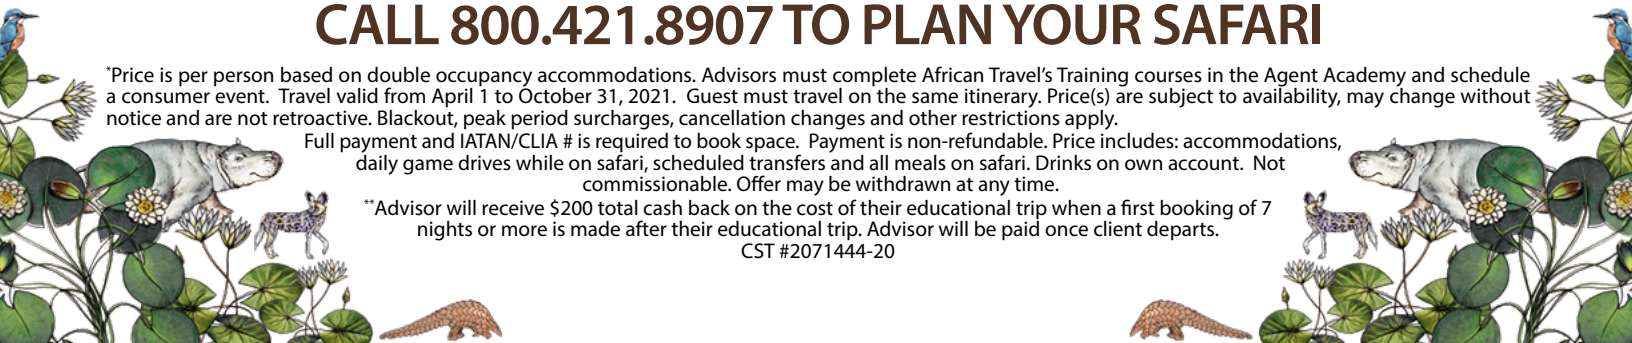 CALL 800.421.8907 TO PLAN YOUR SAFARI
*Price is per person based on double occupancy accommodations. Advisors must complete African Travel's Training courses in the Agent Academy and schedule
a consumer event.  Travel valid from April 1 to October 31, 2021.  Guest must travel on the same itinerary. Price(s) are subject to availability, may change without
notice and are not retroactive. Blackout, peak period surcharges, cancellation changes and other restrictions apply.
Full payment and IATAN/CLIA # is required to book space.  Payment is non-refundable. Price includes: accommodations,
daily game drives while on safari, scheduled transfers and all meals on safari. Drinks on own account.  Not
commissionable. Offer may be withdrawn at any time.
**Advisor will receive $200 total cash back on the cost of their educational trip when a first booking of 7
nights or more is made after their educational trip. Advisor will be paid once client departs.
CST #2071444-20